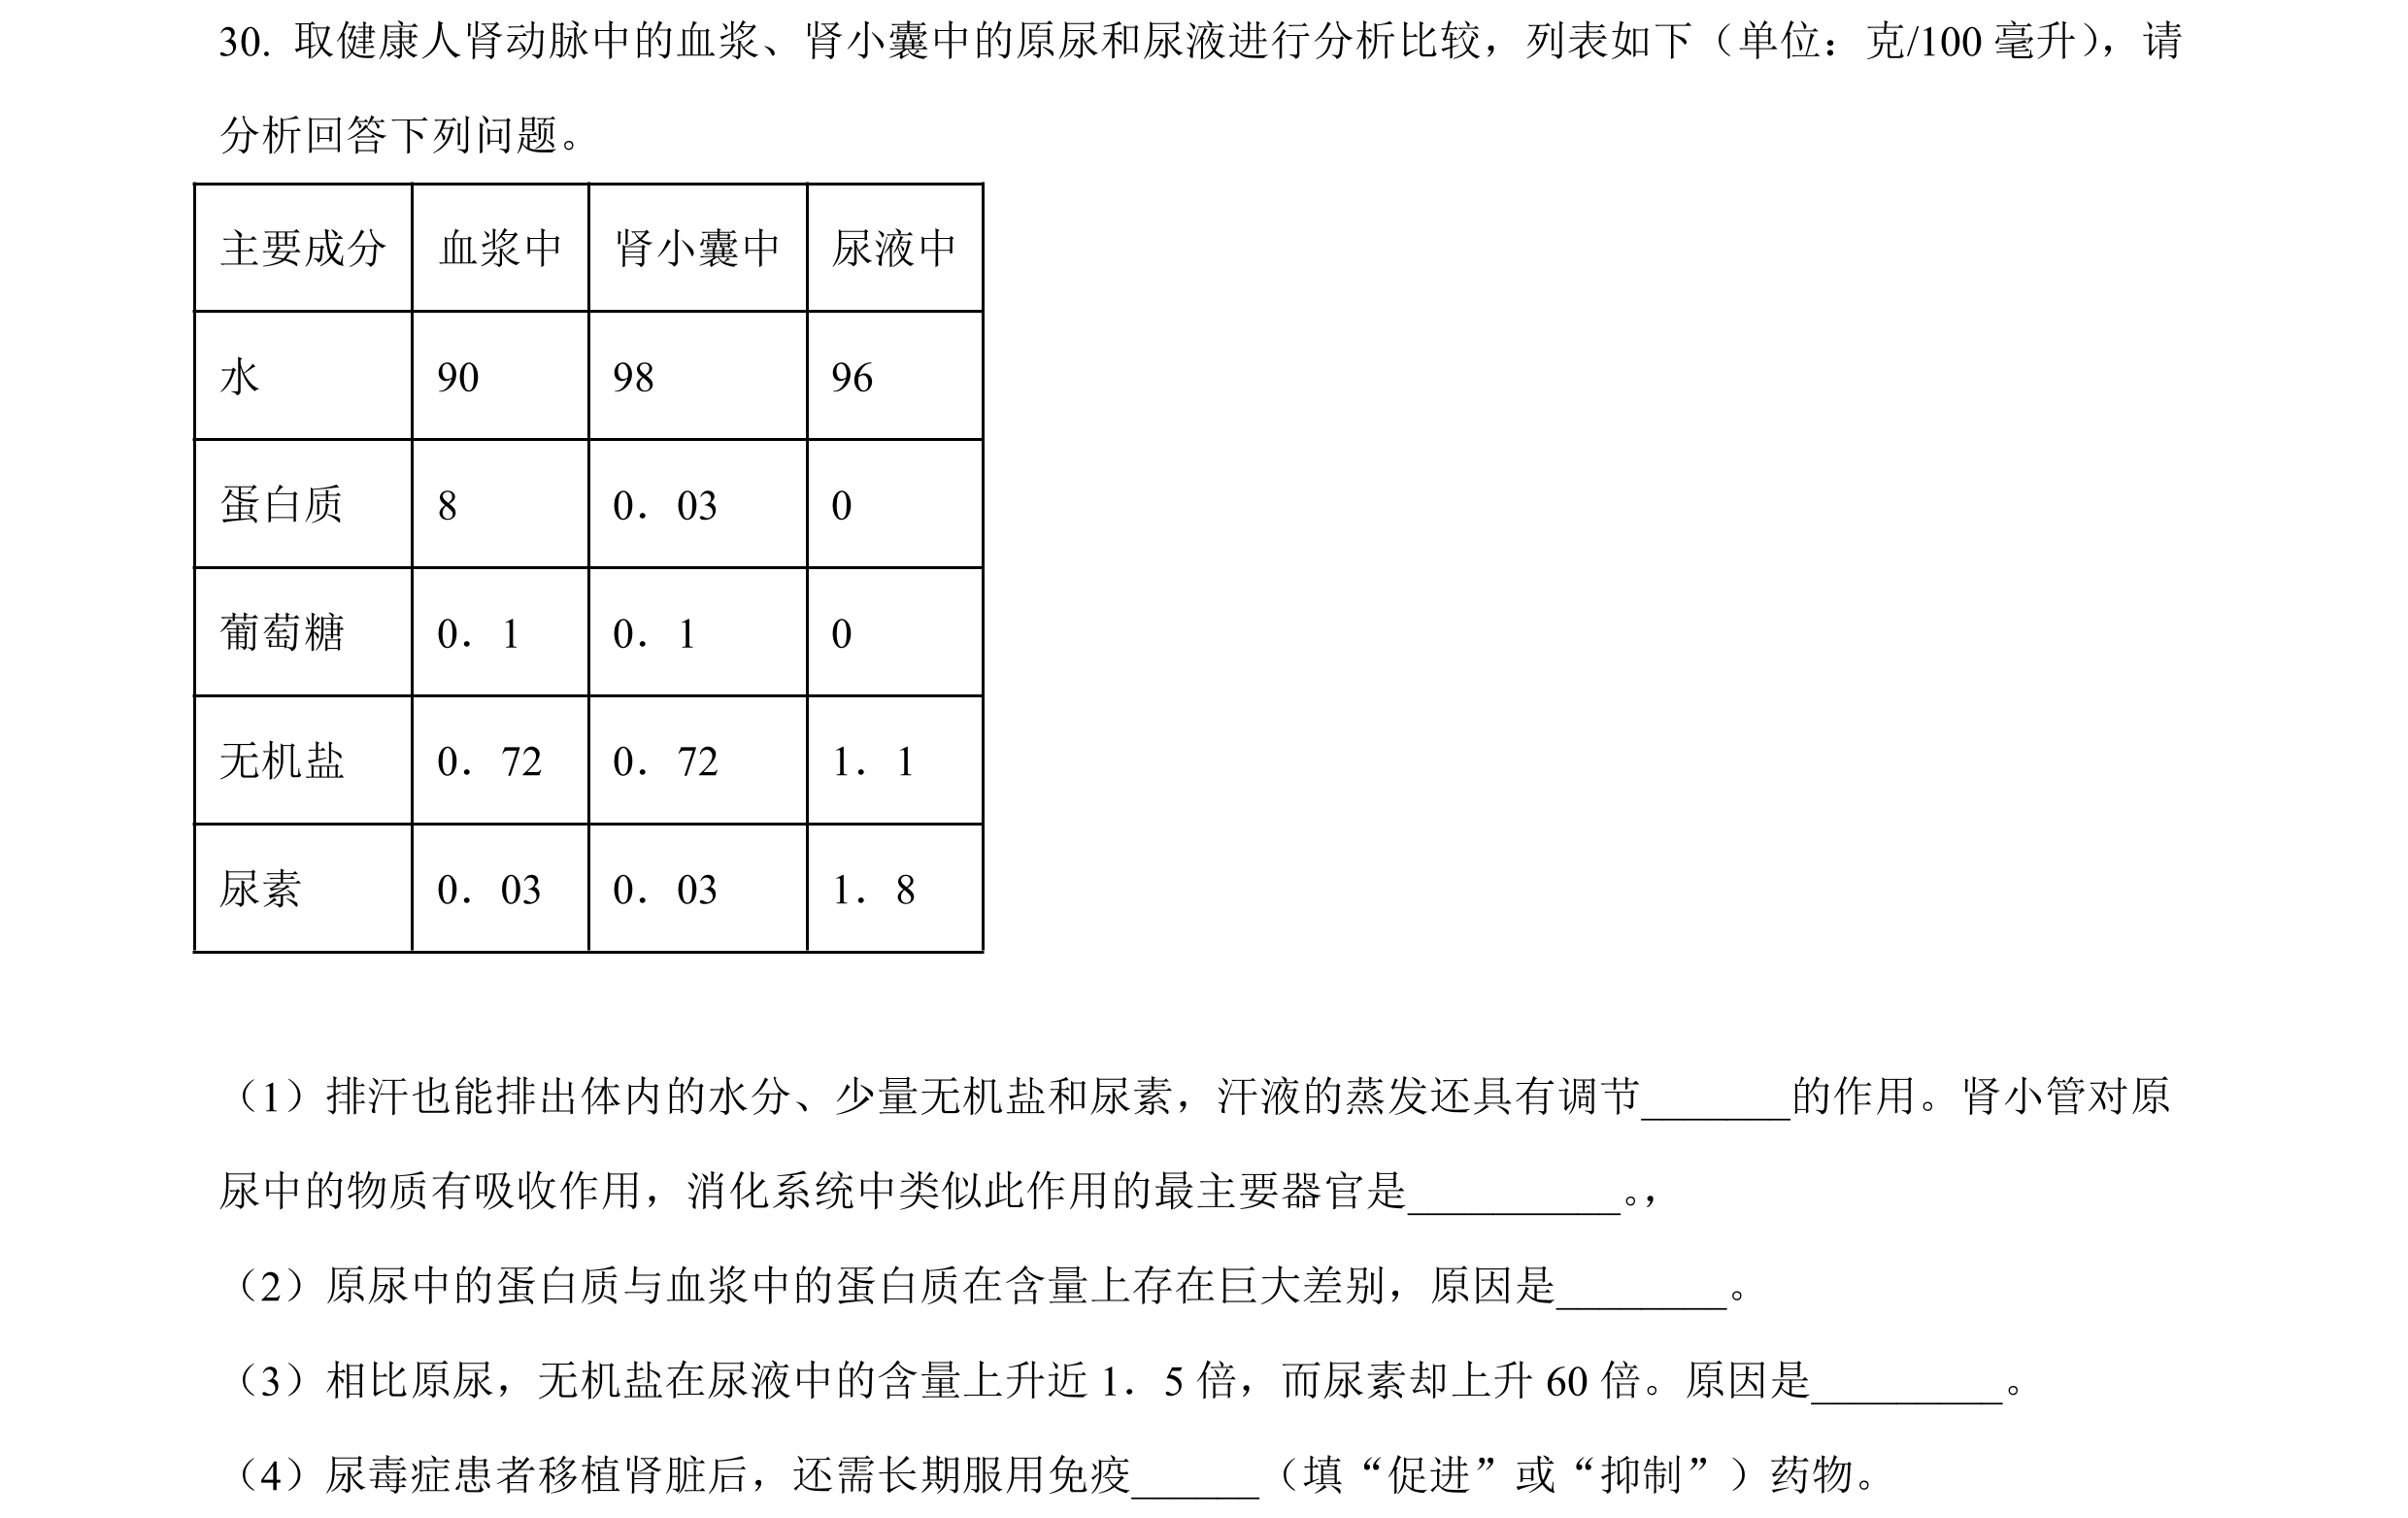 30. 取健康人肾动脉中的血浆、肾小囊中的原尿和尿液进行分析比较，列表如下（单位：克/100 毫升），请
分析回答下列问题。
主要成分 血浆中 肾小囊中 尿液中
水 90 98 96
蛋白质 8 0．03 0
葡萄糖 0．1 0．1 0
无机盐 0．72 0．72 1．1
尿素 0．03 0．03 1．8
（1）排汗也能排出体内的水分、少量无机盐和尿素，汗液的蒸发还具有调节_______的作用。肾小管对原
尿中的物质有吸收作用，消化系统中类似此作用的最主要器官是__________。，
（2）原尿中的蛋白质与血浆中的蛋白质在含量上存在巨大差别，原因是________。
（3）相比原尿，无机盐在尿液中的含量上升近 1．5 倍，而尿素却上升 60 倍。原因是_________。
（4）尿毒症患者移植肾脏后，还需长期服用免疫______（填“促进”或“抑制”）药物。